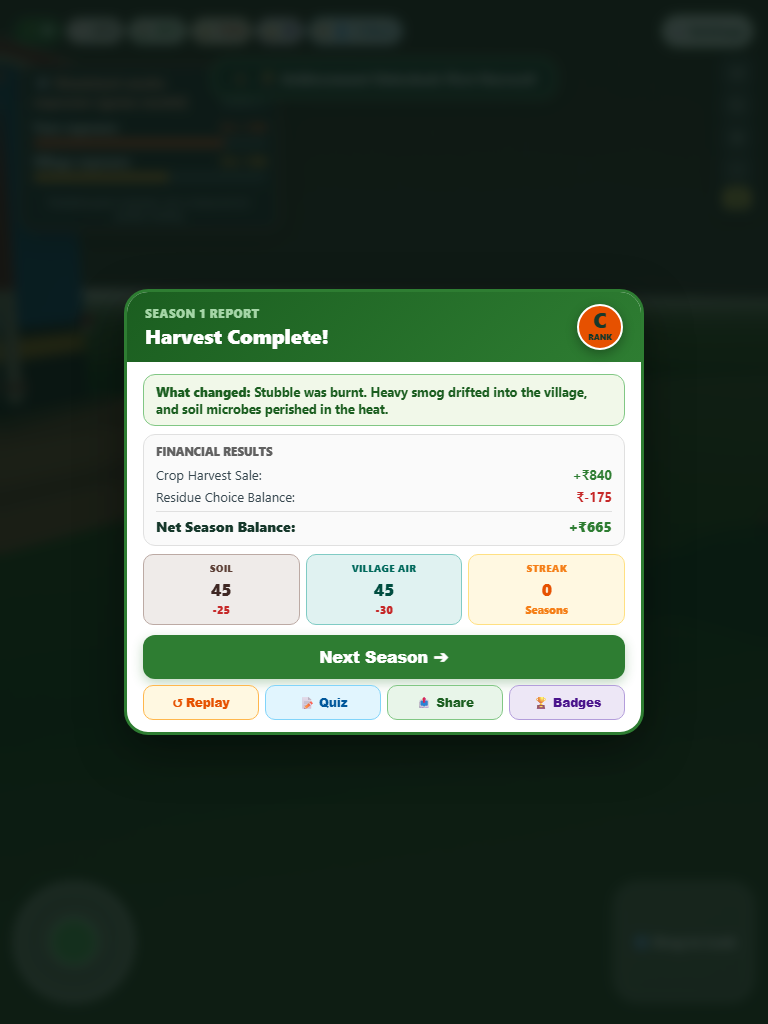 SEASON 1 REPORT
Harvest Complete!
C
RANK
What changed: Stubble was burnt. Heavy smog drifted into the village,
and soil microbes perished in the heat.
FINANCIAL RESULTS
Crop Harvest Sale: +₹840
Residue Choice Balance: ₹-175
Net Season Balance: +₹665
SOIL
45
-25
VILLAGE AIR
45
-30
STREAK
0
Seasons
Next Season ➔
↺ Replay
📝 Quiz
📤 Share
🏆 Badges